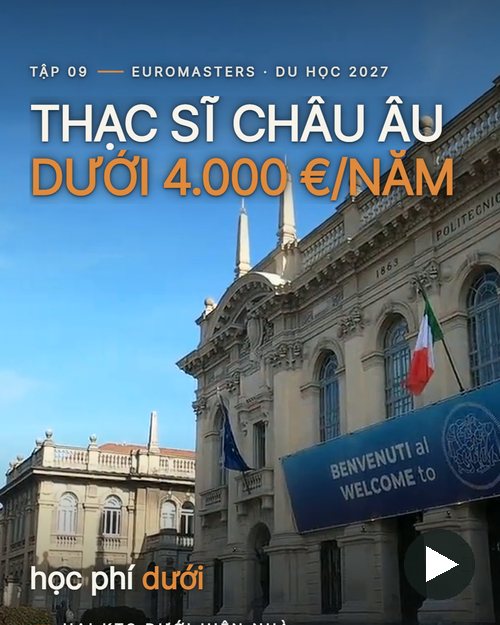 TẬP 09 — EUROMASTERS · DU HỌC 2027
THẠC SĨ CHÂU ÂU
DƯỚI 4.000 €/NĂM
POLITECNICO
1863
BENVENUTI al
WELCOME to
học phí dưới